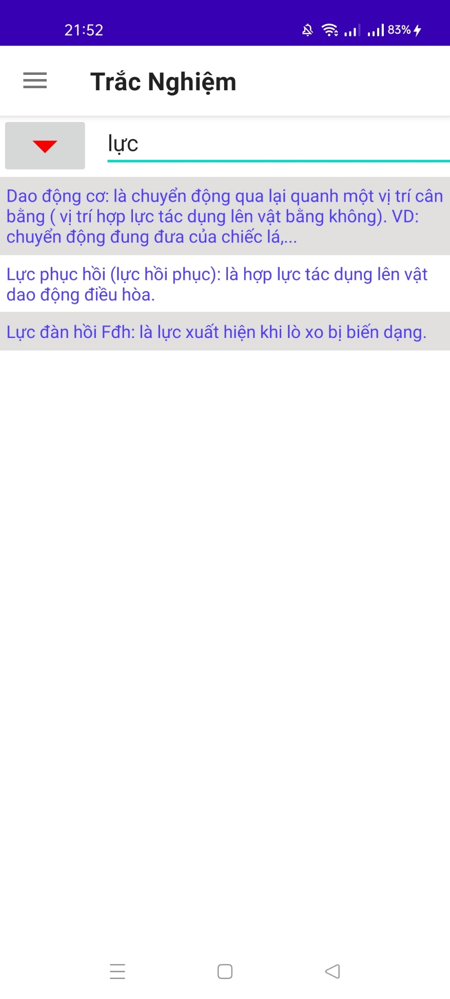 21:52
83%
Trắc Nghiệm
lực
Dao động cơ: là chuyển động qua lại quanh một vị trí cân
bằng ( vị trí hợp lực tác dụng lên vật bằng không). VD:
chuyển động đung đưa của chiếc lá,...
Lực phục hồi (lực hồi phục): là hợp lực tác dụng lên vật
dao động điều hòa.
Lực đàn hồi Fđh: là lực xuất hiện khi lò xo bị biến dạng.